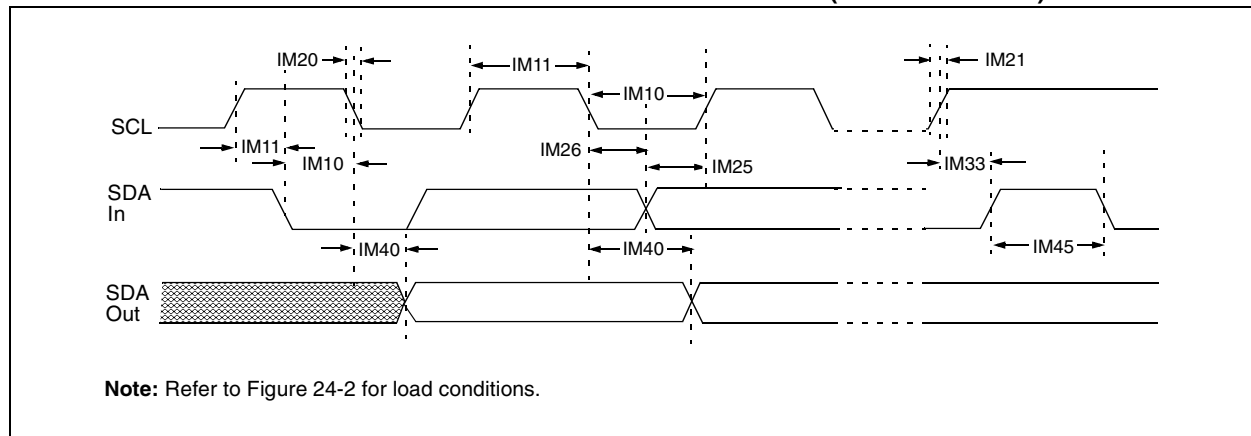 IM20
IM11
IM21
IM10
SCL
IM11
IM10
IM26
IM25
IM33
SDA
In
IM40
IM40
IM45
SDA
Out
Note: Refer to Figure 24-2 for load conditions.